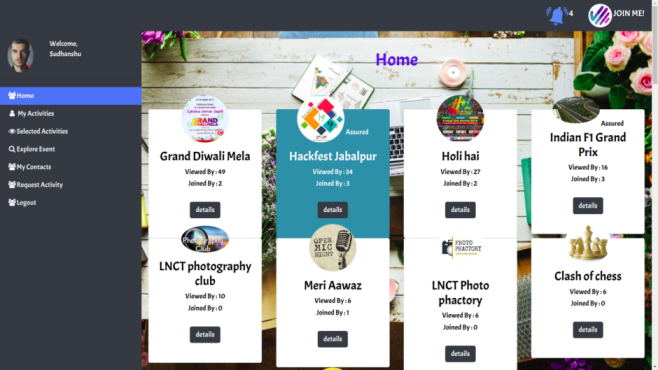 4
JOIN ME!
Welcome,
Sudhanshu
Home
My Activities
Selected Activities
Explore Event
My Contacts
Request Activity
Logout
Home
Grand Diwali Mela
Viewed By : 49
Joined By : 2
details
Assured
Hackfest Jabalpur
Viewed By : 34
Joined By : 3
details
Holi hai
Viewed By : 27
Joined By : 2
details
Assured
Indian F1 Grand
Prix
Viewed By : 16
Joined By : 3
details
Photography
Club
LNCT photography
club
Viewed By : 10
Joined By : 0
details
OPEN
MIC
NIGHT
Meri Aawaz
Viewed By : 6
Joined By : 1
details
PHOTO
PHACTORY
LNCT Photo
phactory
Viewed By : 6
Joined By : 0
details
Clash of chess
Viewed By : 6
Joined By : 0
details